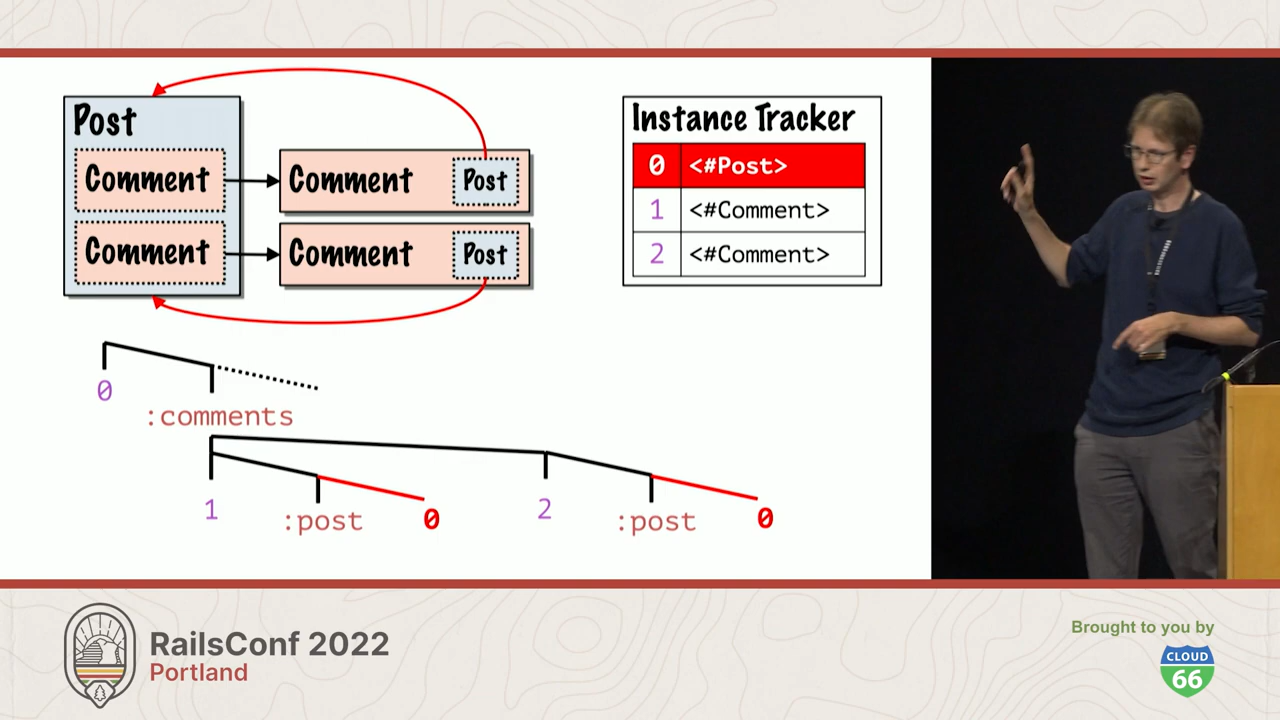 Post
Comment
Comment
Comment
Post
Comment
Post
Instance Tracker
0 <#Post>
1 <#Comment>
2 <#Comment>
0
:comments
1 :post 0 2 :post 0
RailsConf 2022
Portland
Brought to you by
CLOUD
66